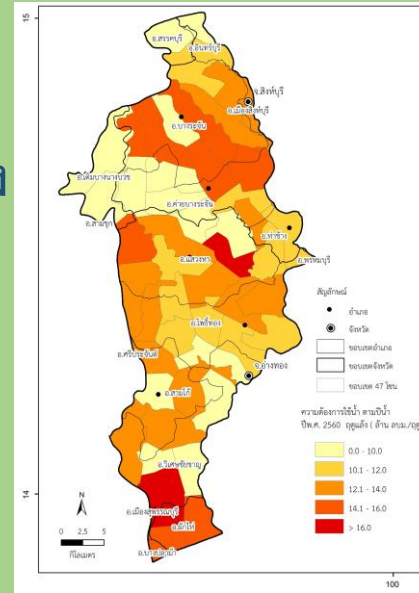 15
อ.สรรคบุรี
อ.อินทร์บุรี
จ.สิงห์บุรี
อ.เมืองสิงห์บุรี
อ.บางระจัน
อ.เดิมบางนางบวช
อ.ค่ายบางระจัน
อ.สามชุก
อ.ท่าช้าง
อ.พรหมบุรี
อ.แสวงหา
สัญลักษณ์
อำเภอ
จังหวัด
ขอบเขตอำเภอ
ขอบเขตจังหวัด
ขอบเขต 47 โซน
อ.โพธิ์ทอง
อ.ศรีประจันต์
จ.อ่างทอง
อ.สามโก้
ความต้องการใช้น้ำ ตามปีน้ำ
ปีพ.ศ. 2560 ฤดูแล้ง ( ล้าน ลบม./ฤดู
0.0 - 10.0
10.1 - 12.0
12.1 - 14.0
14.1 - 16.0
> 16.0
อ.วิเศษชัยชาญ
14
N
อ.เมืองสุพรรณบุรี
อ.ผักไห่
0 2.5 5
กิโลเมตร
อ.บางปลาม้า
100